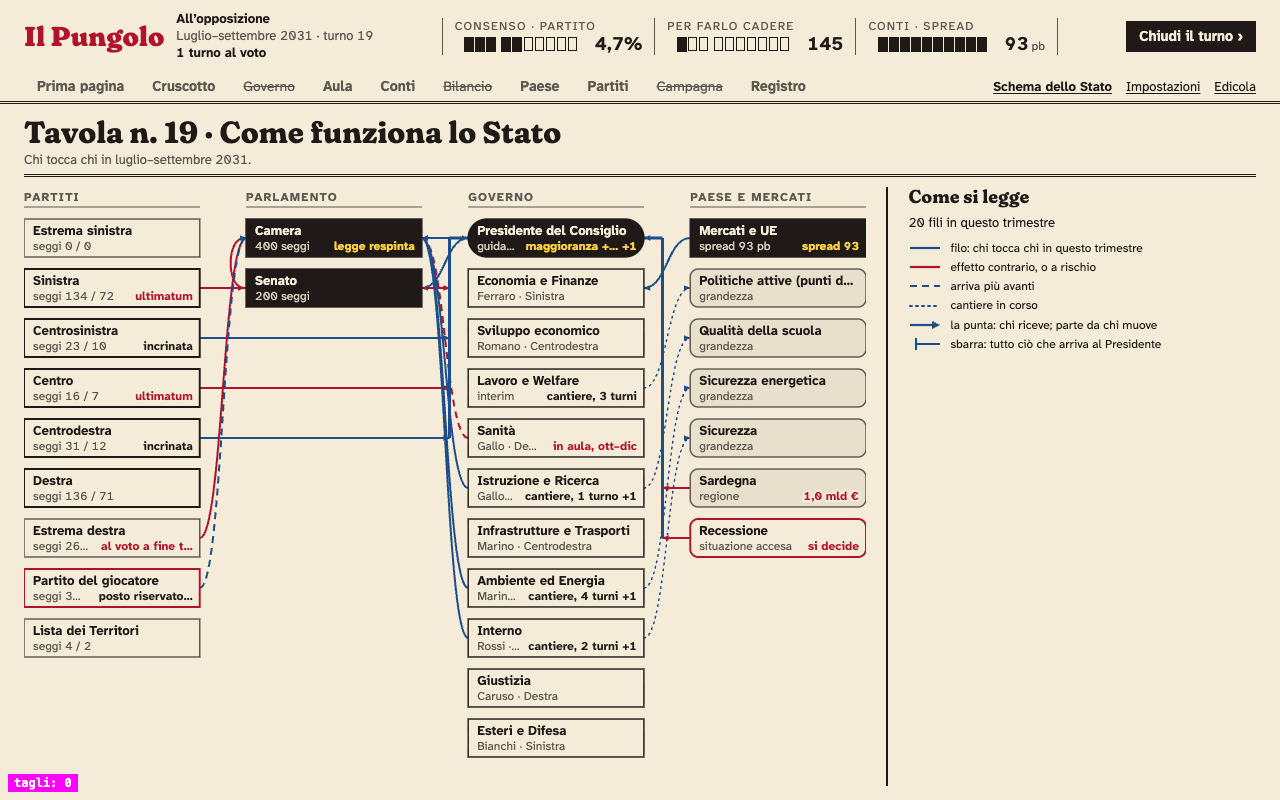 Il Pungolo
All'opposizione
Luglio–settembre 2031 · turno 19
1 turno al voto
CONSENSO · PARTITO
4,7%
PER FARLO CADERE
145
CONTI · SPREAD
93 pb
Chiudi il turno ›
Prima pagina Cruscotto Governo Aula Conti Bilancio Paese Partiti Campagna Registro
Schema dello Stato Impostazioni Edicola
Tavola n. 19 · Come funziona lo Stato
Chi tocca chi in luglio–settembre 2031.
PARTITI
Estrema sinistra
seggi 0 / 0
Sinistra
seggi 134 / 72 ultimatum
Centrosinistra
seggi 23 / 10 incrinata
Centro
seggi 16 / 7 ultimatum
Centrodestra
seggi 31 / 12 incrinata
Destra
seggi 136 / 71
Estrema destra
seggi 26... al voto a fine t...
Partito del giocatore
seggi 3... posto riservato...
Lista dei Territori
seggi 4 / 2
PARLAMENTO
Camera
400 seggi legge respinta
Senato
200 seggi
GOVERNO
Presidente del Consiglio
guida... maggioranza +... +1
Economia e Finanze
Ferraro · Sinistra
Sviluppo economico
Romano · Centrodestra
Lavoro e Welfare
interim cantiere, 3 turni
Sanità
Gallo · De... in aula, ott–dic
Istruzione e Ricerca
Gallo... cantiere, 1 turno +1
Infrastrutture e Trasporti
Marino · Centrodestra
Ambiente ed Energia
Marin... cantiere, 4 turni +1
Interno
Rossi ·... cantiere, 2 turni +1
Giustizia
Caruso · Destra
Esteri e Difesa
Bianchi · Sinistra
PAESE E MERCATI
Mercati e UE
spread 93 pb spread 93
Politiche attive (punti d...
grandezza
Qualità della scuola
grandezza
Sicurezza energetica
grandezza
Sicurezza
grandezza
Sardegna
regione 1,0 mld €
Recessione
situazione accesa si decide
Come si legge
20 fili in questo trimestre
filo: chi tocca chi in questo trimestre
effetto contrario, o a rischio
arriva più avanti
cantiere in corso
la punta: chi riceve; parte da chi muove
sbarra: tutto ciò che arriva al Presidente
tagli: 0